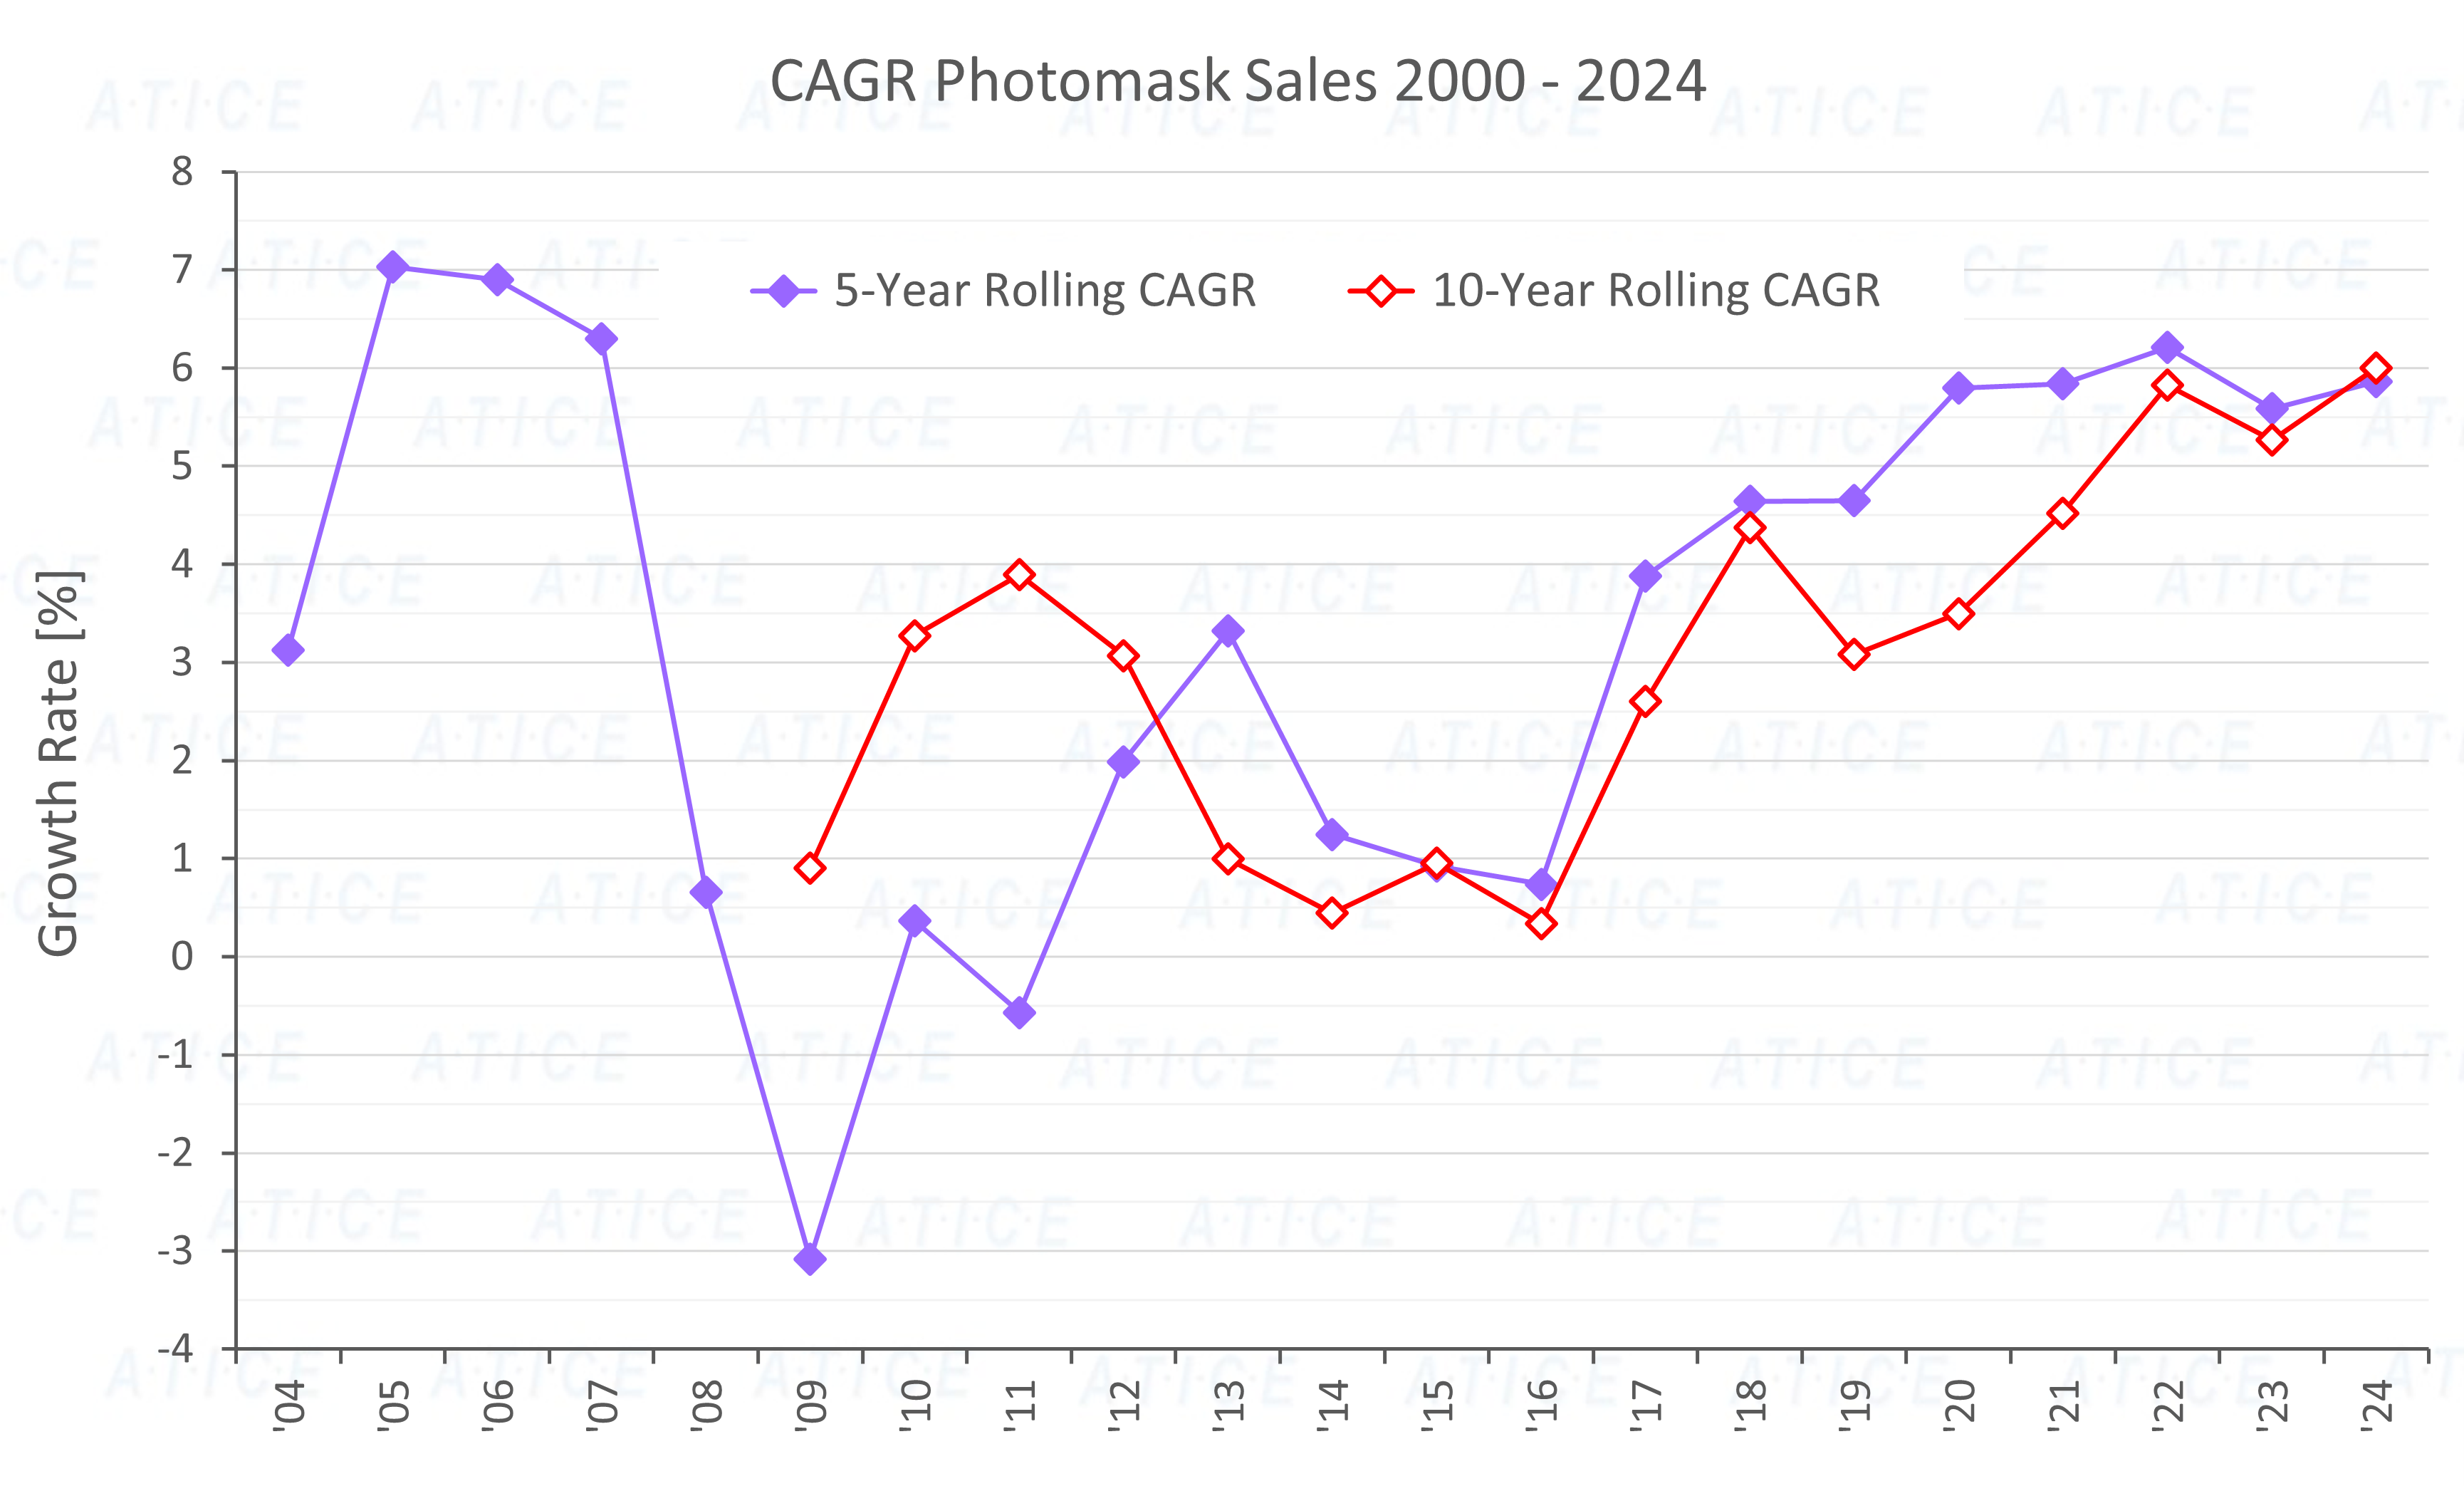 CAGR Photomask Sales 2000 - 2024
5-Year Rolling CAGR
10-Year Rolling CAGR
Growth Rate [%]
8
7
6
5
4
3
2
1
0
-1
-2
-3
-4
'04 '05 '06 '07 '08 '09 '10 '11 '12 '13 '14 '15 '16 '17 '18 '19 '20 '21 '22 '23 '24
A·T·I·C·E